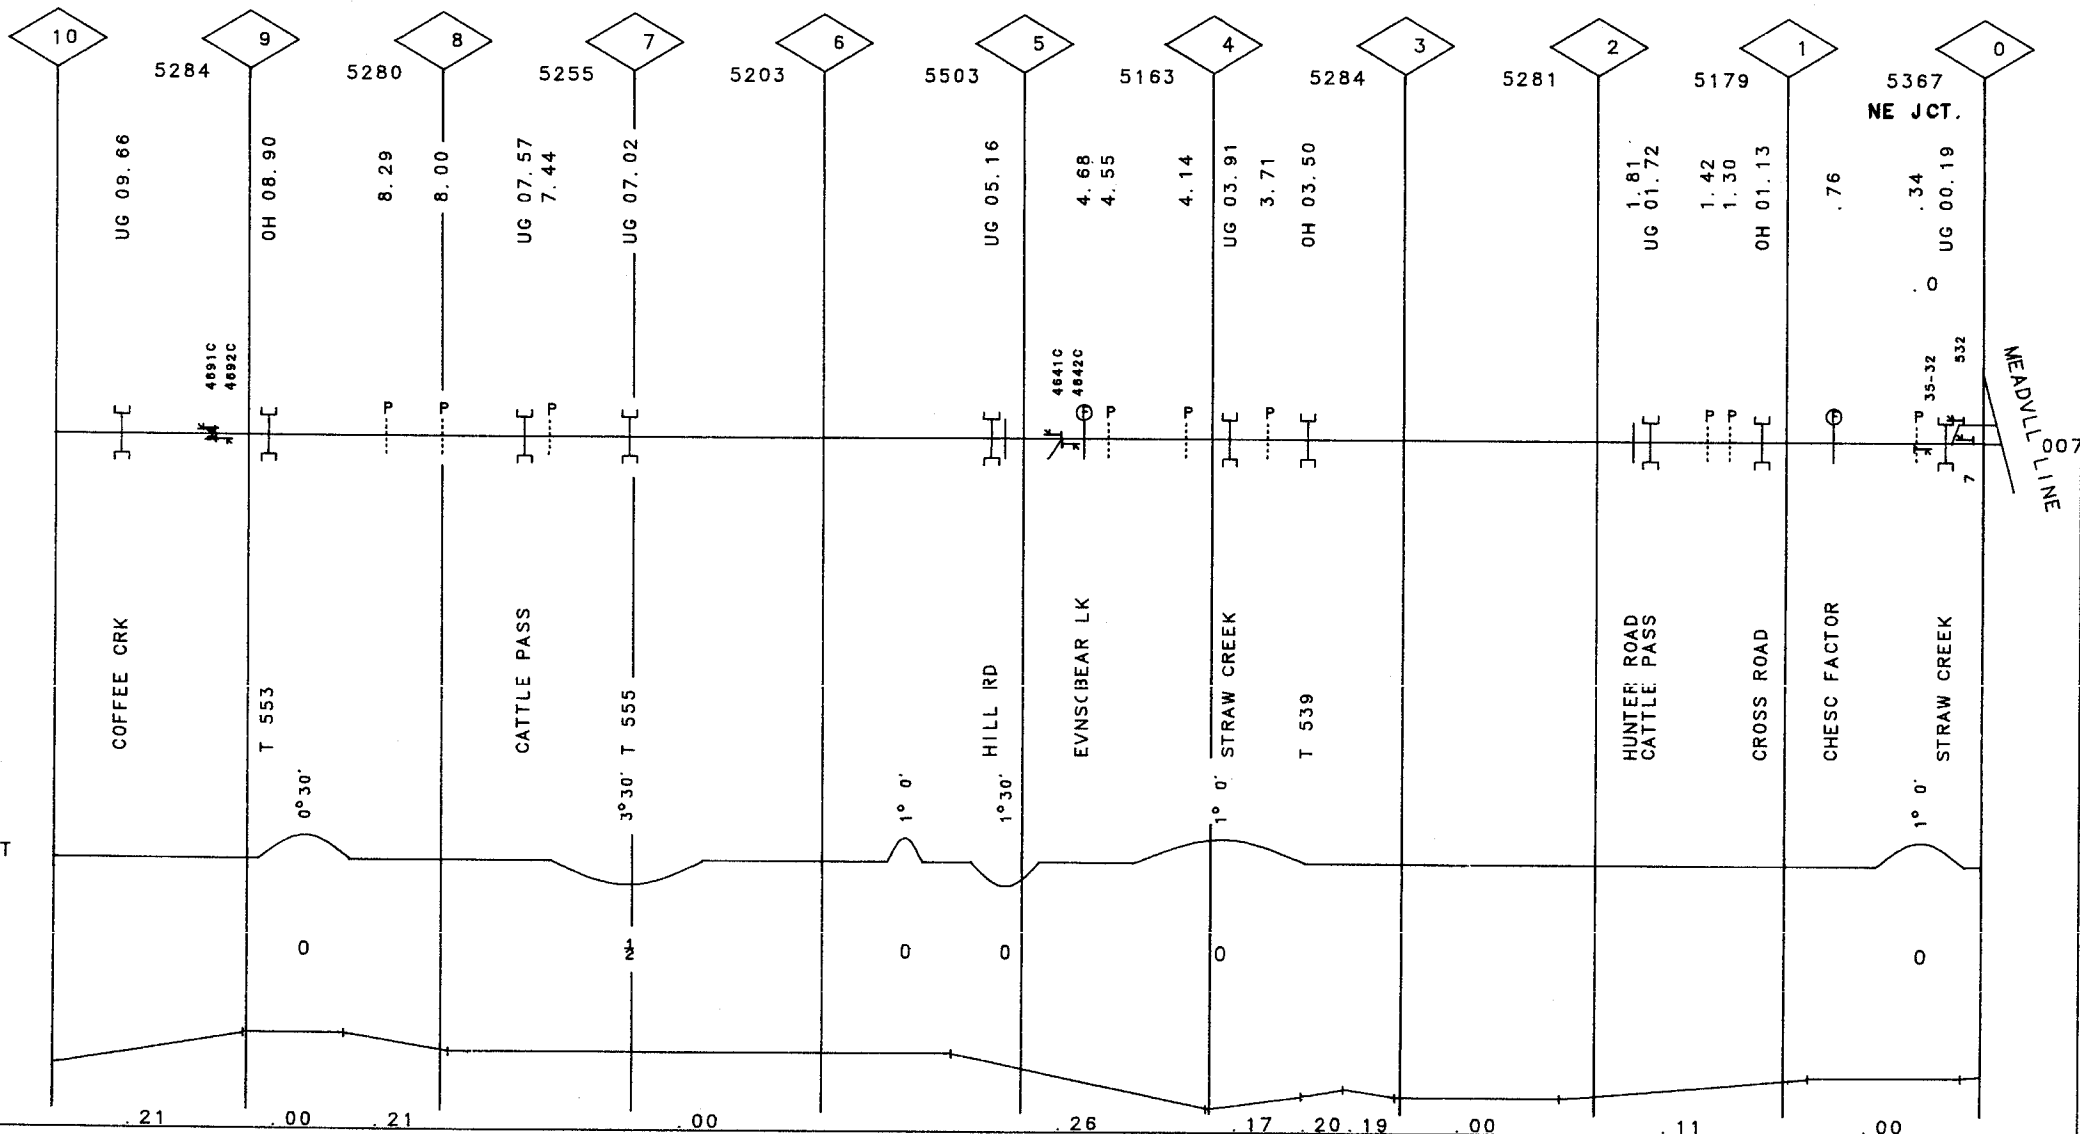 10 9 8 7 6 5 4 3 2 1 0
5284 5280 5255 5203 5503 5163 5284 5281 5179 5367
NE JCT.
UG 09.66
OH 08.90
8.29
8.00
UG 07.57
7.44
UG 07.02
UG 05.16
4.68
4.55
4.14
UG 03.91
3.71
OH 03.50
1.81
UG 01.72
1.42
1.30
OH 01.13
.76
.34
UG 00.19
.0
4691C
4692C
4641C
4642C
35-32
532
P P P P P P P P P
7
MEADVLL LINE
007
COFFEE CRK
T 553
CATTLE PASS
T 555
HILL RD
EVNSCBEAR LK
STRAW CREEK
T 539
HUNTER ROAD
CATTLE PASS
CROSS ROAD
CHESC FACTOR
STRAW CREEK
0°30'
3°30'
1° 0'
1°30'
1° 0'
1° 0'
T
0 1/2 0 0 0 0
.21 .00 .21 .00 .26 .17 .20 .19 .00 .11 .00